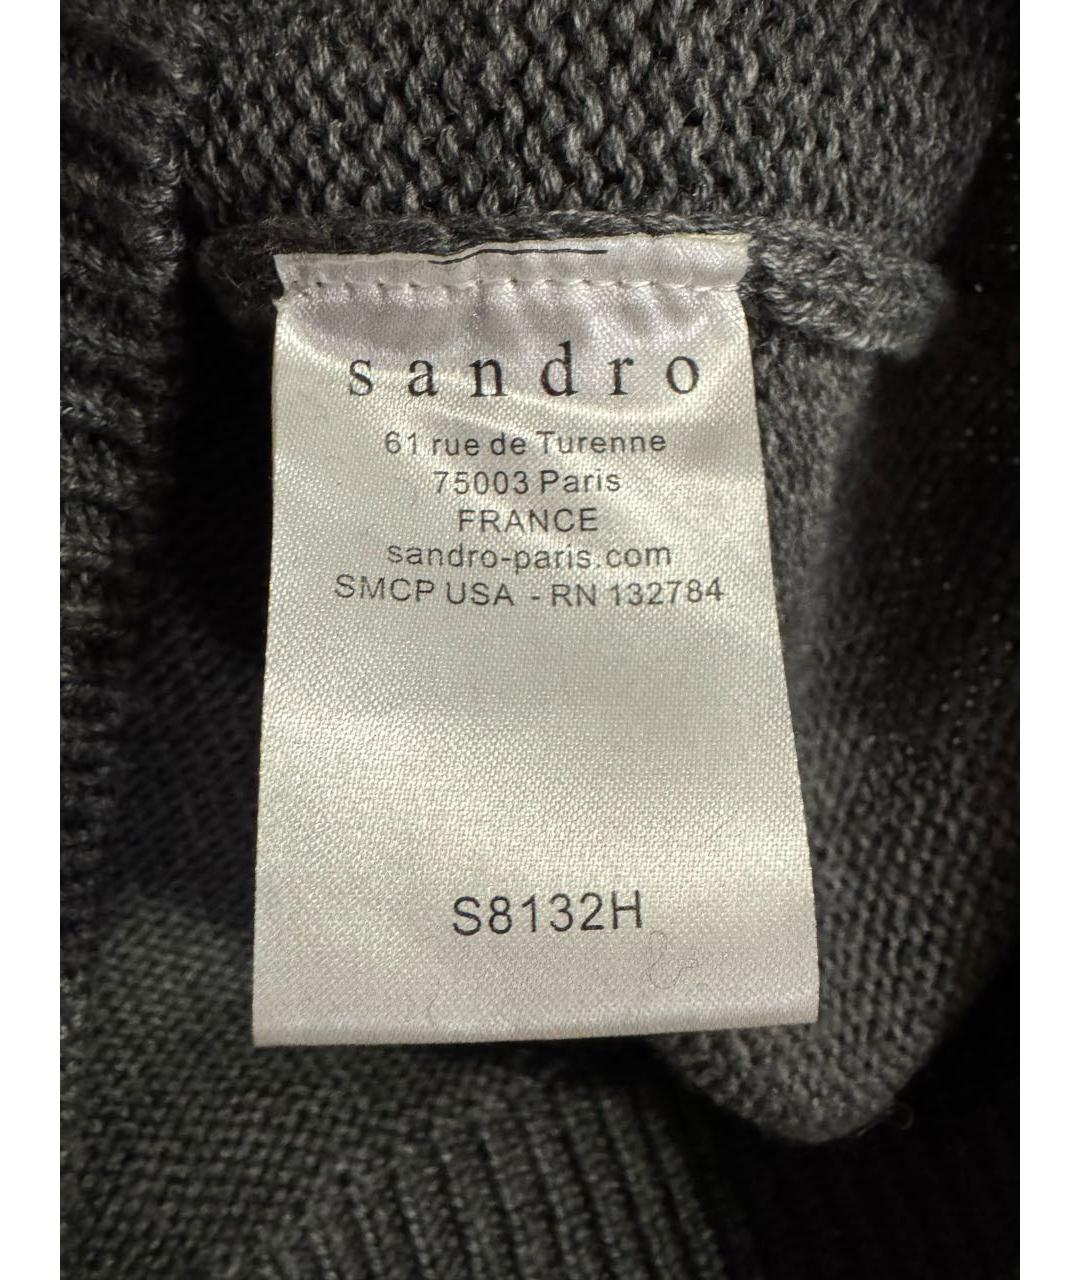 sandro
61 rue de Turenne
75003 Paris
FRANCE
sandro-paris.com
SMCP USA - RN 132784
S8132H